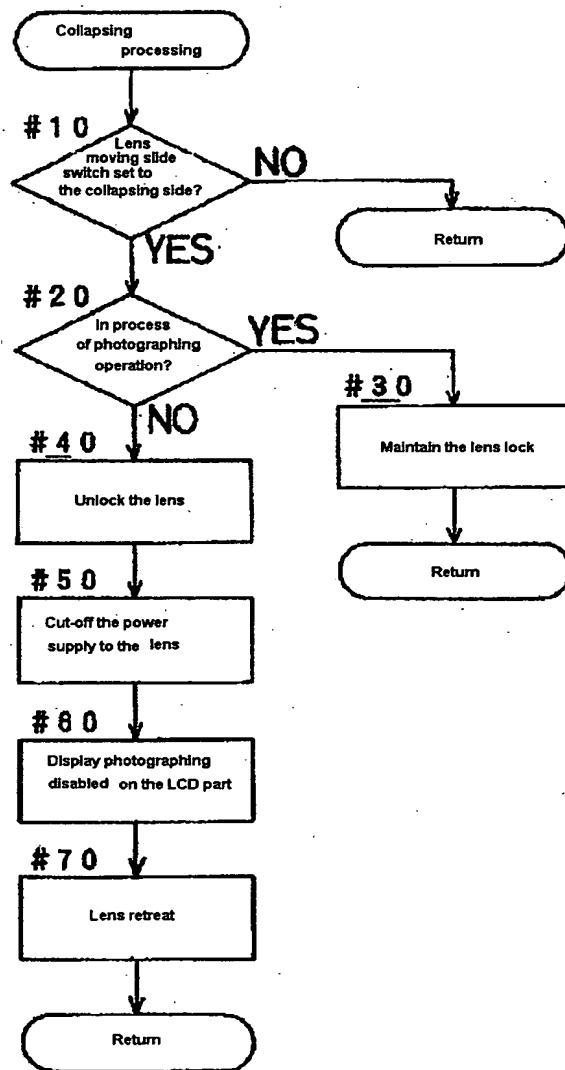 Collapsing
processing
#10
Lens
moving slide
switch set to
the collapsing side?
NO
Return
YES
#20
In process
of photographing
operation?
YES
#30
Maintain the lens lock
Return
NO
#40
Unlock the lens
#50
Cut-off the power
supply to the lens
#60
Display photographing
disabled on the LCD part
#70
Lens retreat
Return